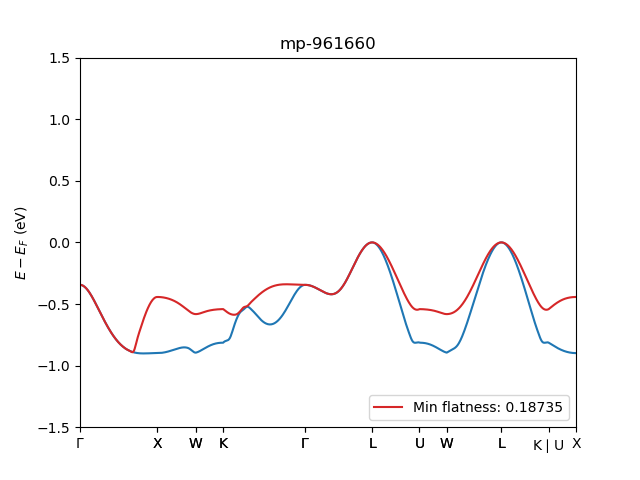 mp-961660
E − E_F (eV)
1.5
1.0
0.5
0.0
−0.5
−1.0
−1.5
Min flatness: 0.18735
Γ X W K Γ L U W L K | U X